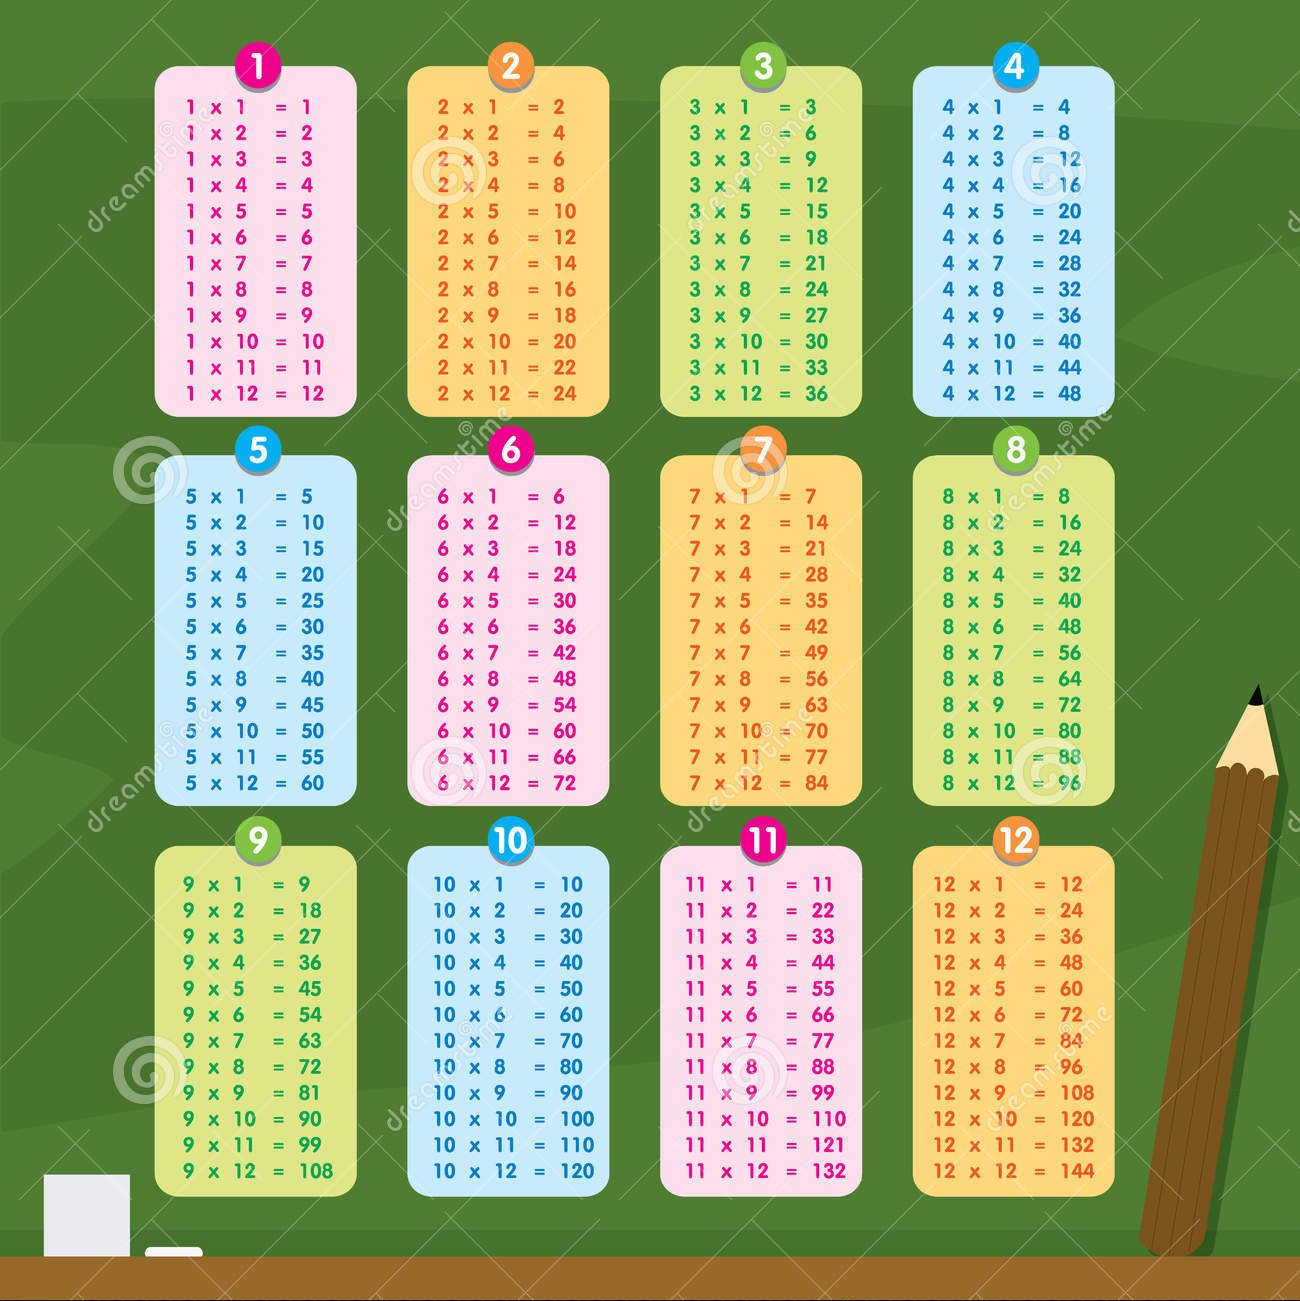 1
1 x 1 = 1
1 x 2 = 2
1 x 3 = 3
1 x 4 = 4
1 x 5 = 5
1 x 6 = 6
1 x 7 = 7
1 x 8 = 8
1 x 9 = 9
1 x 10 = 10
1 x 11 = 11
1 x 12 = 12
2
2 x 1 = 2
2 x 2 = 4
2 x 3 = 6
2 x 4 = 8
2 x 5 = 10
2 x 6 = 12
2 x 7 = 14
2 x 8 = 16
2 x 9 = 18
2 x 10 = 20
2 x 11 = 22
2 x 12 = 24
3
3 x 1 = 3
3 x 2 = 6
3 x 3 = 9
3 x 4 = 12
3 x 5 = 15
3 x 6 = 18
3 x 7 = 21
3 x 8 = 24
3 x 9 = 27
3 x 10 = 30
3 x 11 = 33
3 x 12 = 36
4
4 x 1 = 4
4 x 2 = 8
4 x 3 = 12
4 x 4 = 16
4 x 5 = 20
4 x 6 = 24
4 x 7 = 28
4 x 8 = 32
4 x 9 = 36
4 x 10 = 40
4 x 11 = 44
4 x 12 = 48
5
5 x 1 = 5
5 x 2 = 10
5 x 3 = 15
5 x 4 = 20
5 x 5 = 25
5 x 6 = 30
5 x 7 = 35
5 x 8 = 40
5 x 9 = 45
5 x 10 = 50
5 x 11 = 55
5 x 12 = 60
6
6 x 1 = 6
6 x 2 = 12
6 x 3 = 18
6 x 4 = 24
6 x 5 = 30
6 x 6 = 36
6 x 7 = 42
6 x 8 = 48
6 x 9 = 54
6 x 10 = 60
6 x 11 = 66
6 x 12 = 72
7
7 x 1 = 7
7 x 2 = 14
7 x 3 = 21
7 x 4 = 28
7 x 5 = 35
7 x 6 = 42
7 x 7 = 49
7 x 8 = 56
7 x 9 = 63
7 x 10 = 70
7 x 11 = 77
7 x 12 = 84
8
8 x 1 = 8
8 x 2 = 16
8 x 3 = 24
8 x 4 = 32
8 x 5 = 40
8 x 6 = 48
8 x 7 = 56
8 x 8 = 64
8 x 9 = 72
8 x 10 = 80
8 x 11 = 88
8 x 12 = 96
9
9 x 1 = 9
9 x 2 = 18
9 x 3 = 27
9 x 4 = 36
9 x 5 = 45
9 x 6 = 54
9 x 7 = 63
9 x 8 = 72
9 x 9 = 81
9 x 10 = 90
9 x 11 = 99
9 x 12 = 108
10
10 x 1 = 10
10 x 2 = 20
10 x 3 = 30
10 x 4 = 40
10 x 5 = 50
10 x 6 = 60
10 x 7 = 70
10 x 8 = 80
10 x 9 = 90
10 x 10 = 100
10 x 11 = 110
10 x 12 = 120
11
11 x 1 = 11
11 x 2 = 22
11 x 3 = 33
11 x 4 = 44
11 x 5 = 55
11 x 6 = 66
11 x 7 = 77
11 x 8 = 88
11 x 9 = 99
11 x 10 = 110
11 x 11 = 121
11 x 12 = 132
12
12 x 1 = 12
12 x 2 = 24
12 x 3 = 36
12 x 4 = 48
12 x 5 = 60
12 x 6 = 72
12 x 7 = 84
12 x 8 = 96
12 x 9 = 108
12 x 10 = 120
12 x 11 = 132
12 x 12 = 144
dreamstime
dreamstime
dreamstime
dreamstime
dreamstime
dreamstime
dreamstime
dreamstime